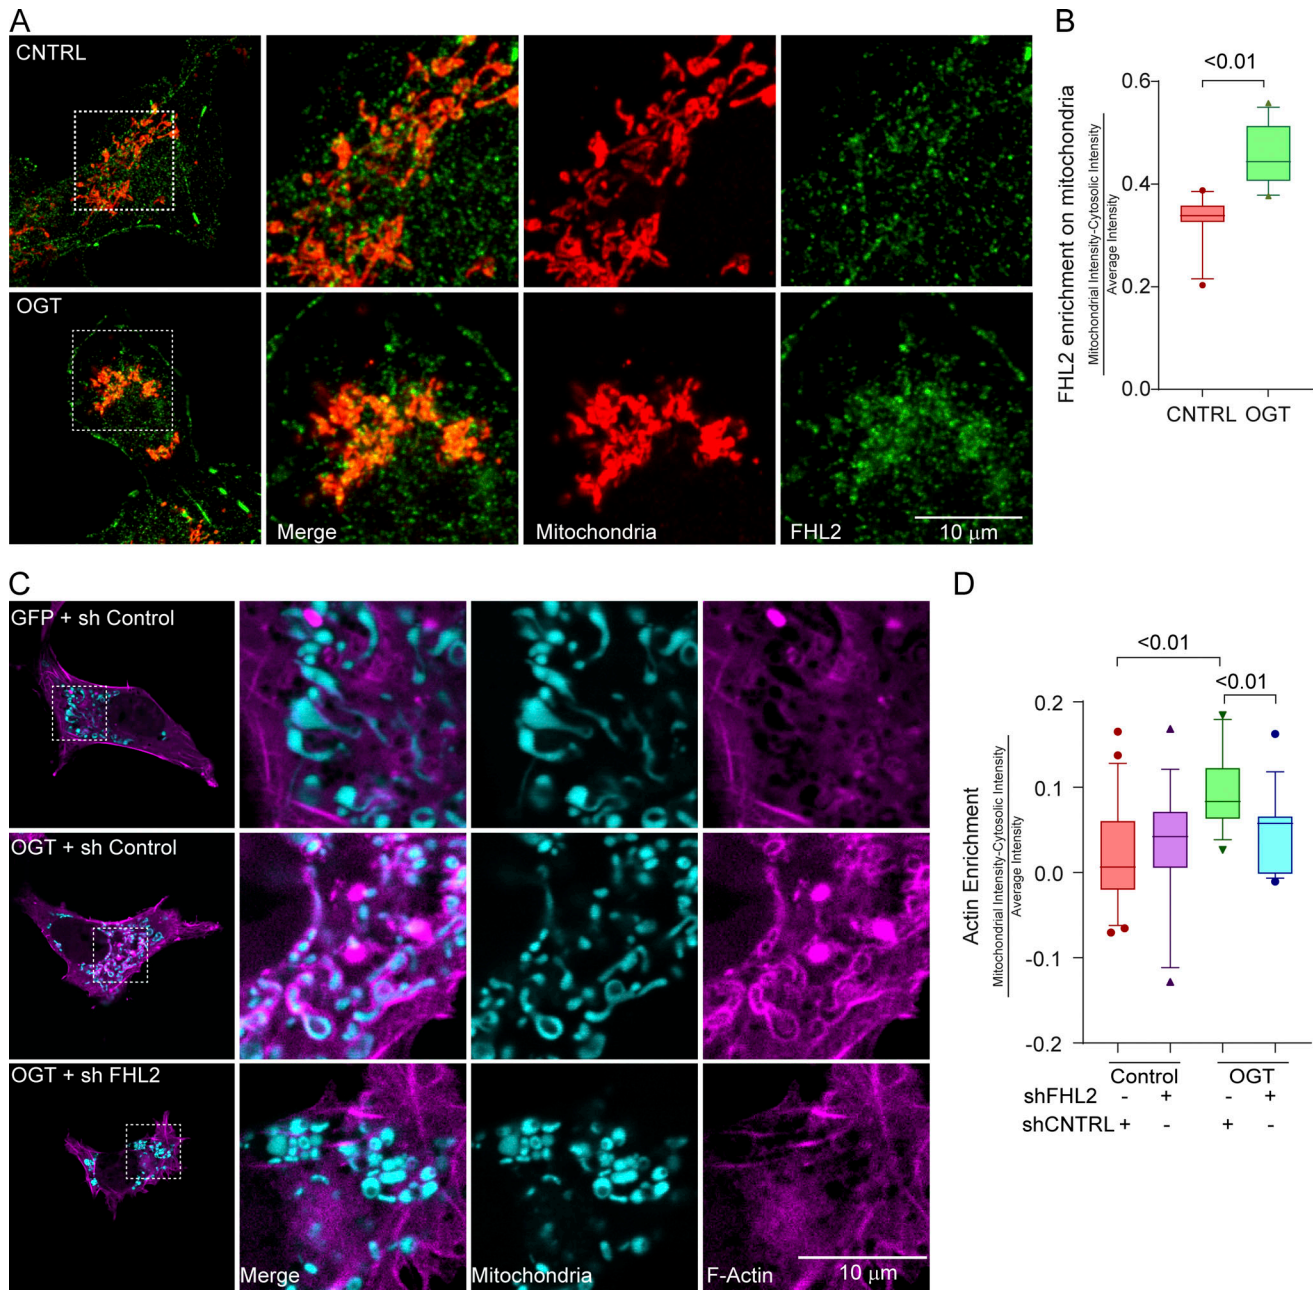 A
CNTRL
OGT
Merge
Mitochondria
FHL2
10 μm
B
<0.01
FHL2 enrichment on mitochondria
Mitochondrial Intensity-Cytosolic Intensity
Average Intensity
0.6
0.4
0.2
0.0
CNTRL OGT
C
GFP + sh Control
OGT + sh Control
OGT + sh FHL2
Merge
Mitochondria
F-Actin
10 μm
D
<0.01
<0.01
Actin Enrichment
Mitochondrial Intensity-Cytosolic Intensity
Average Intensity
0.2
0.1
0.0
-0.1
-0.2
Control OGT
shFHL2 - + - +
shCNTRL + - + -